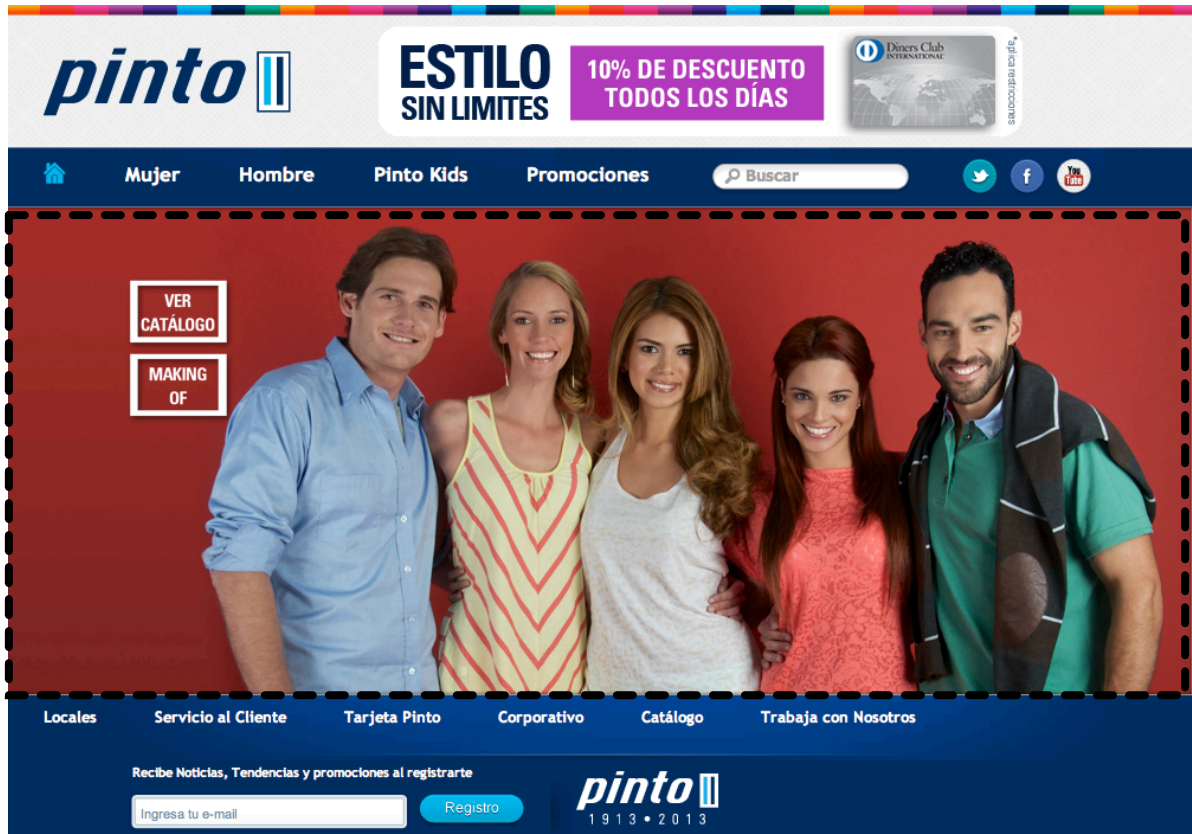 pinto
ESTILO
SIN LIMITES
10% DE DESCUENTO
TODOS LOS DÍAS
Diners Club
INTERNATIONAL
*aplica restricciones
Mujer Hombre Pinto Kids Promociones Buscar
f
You
Tube
VER
CATÁLOGO
MAKING
OF
Locales Servicio al Cliente Tarjeta Pinto Corporativo Catálogo Trabaja con Nosotros
Recibe Noticias, Tendencias y promociones al registrarte
Ingresa tu e-mail Registro
pinto
1913•2013